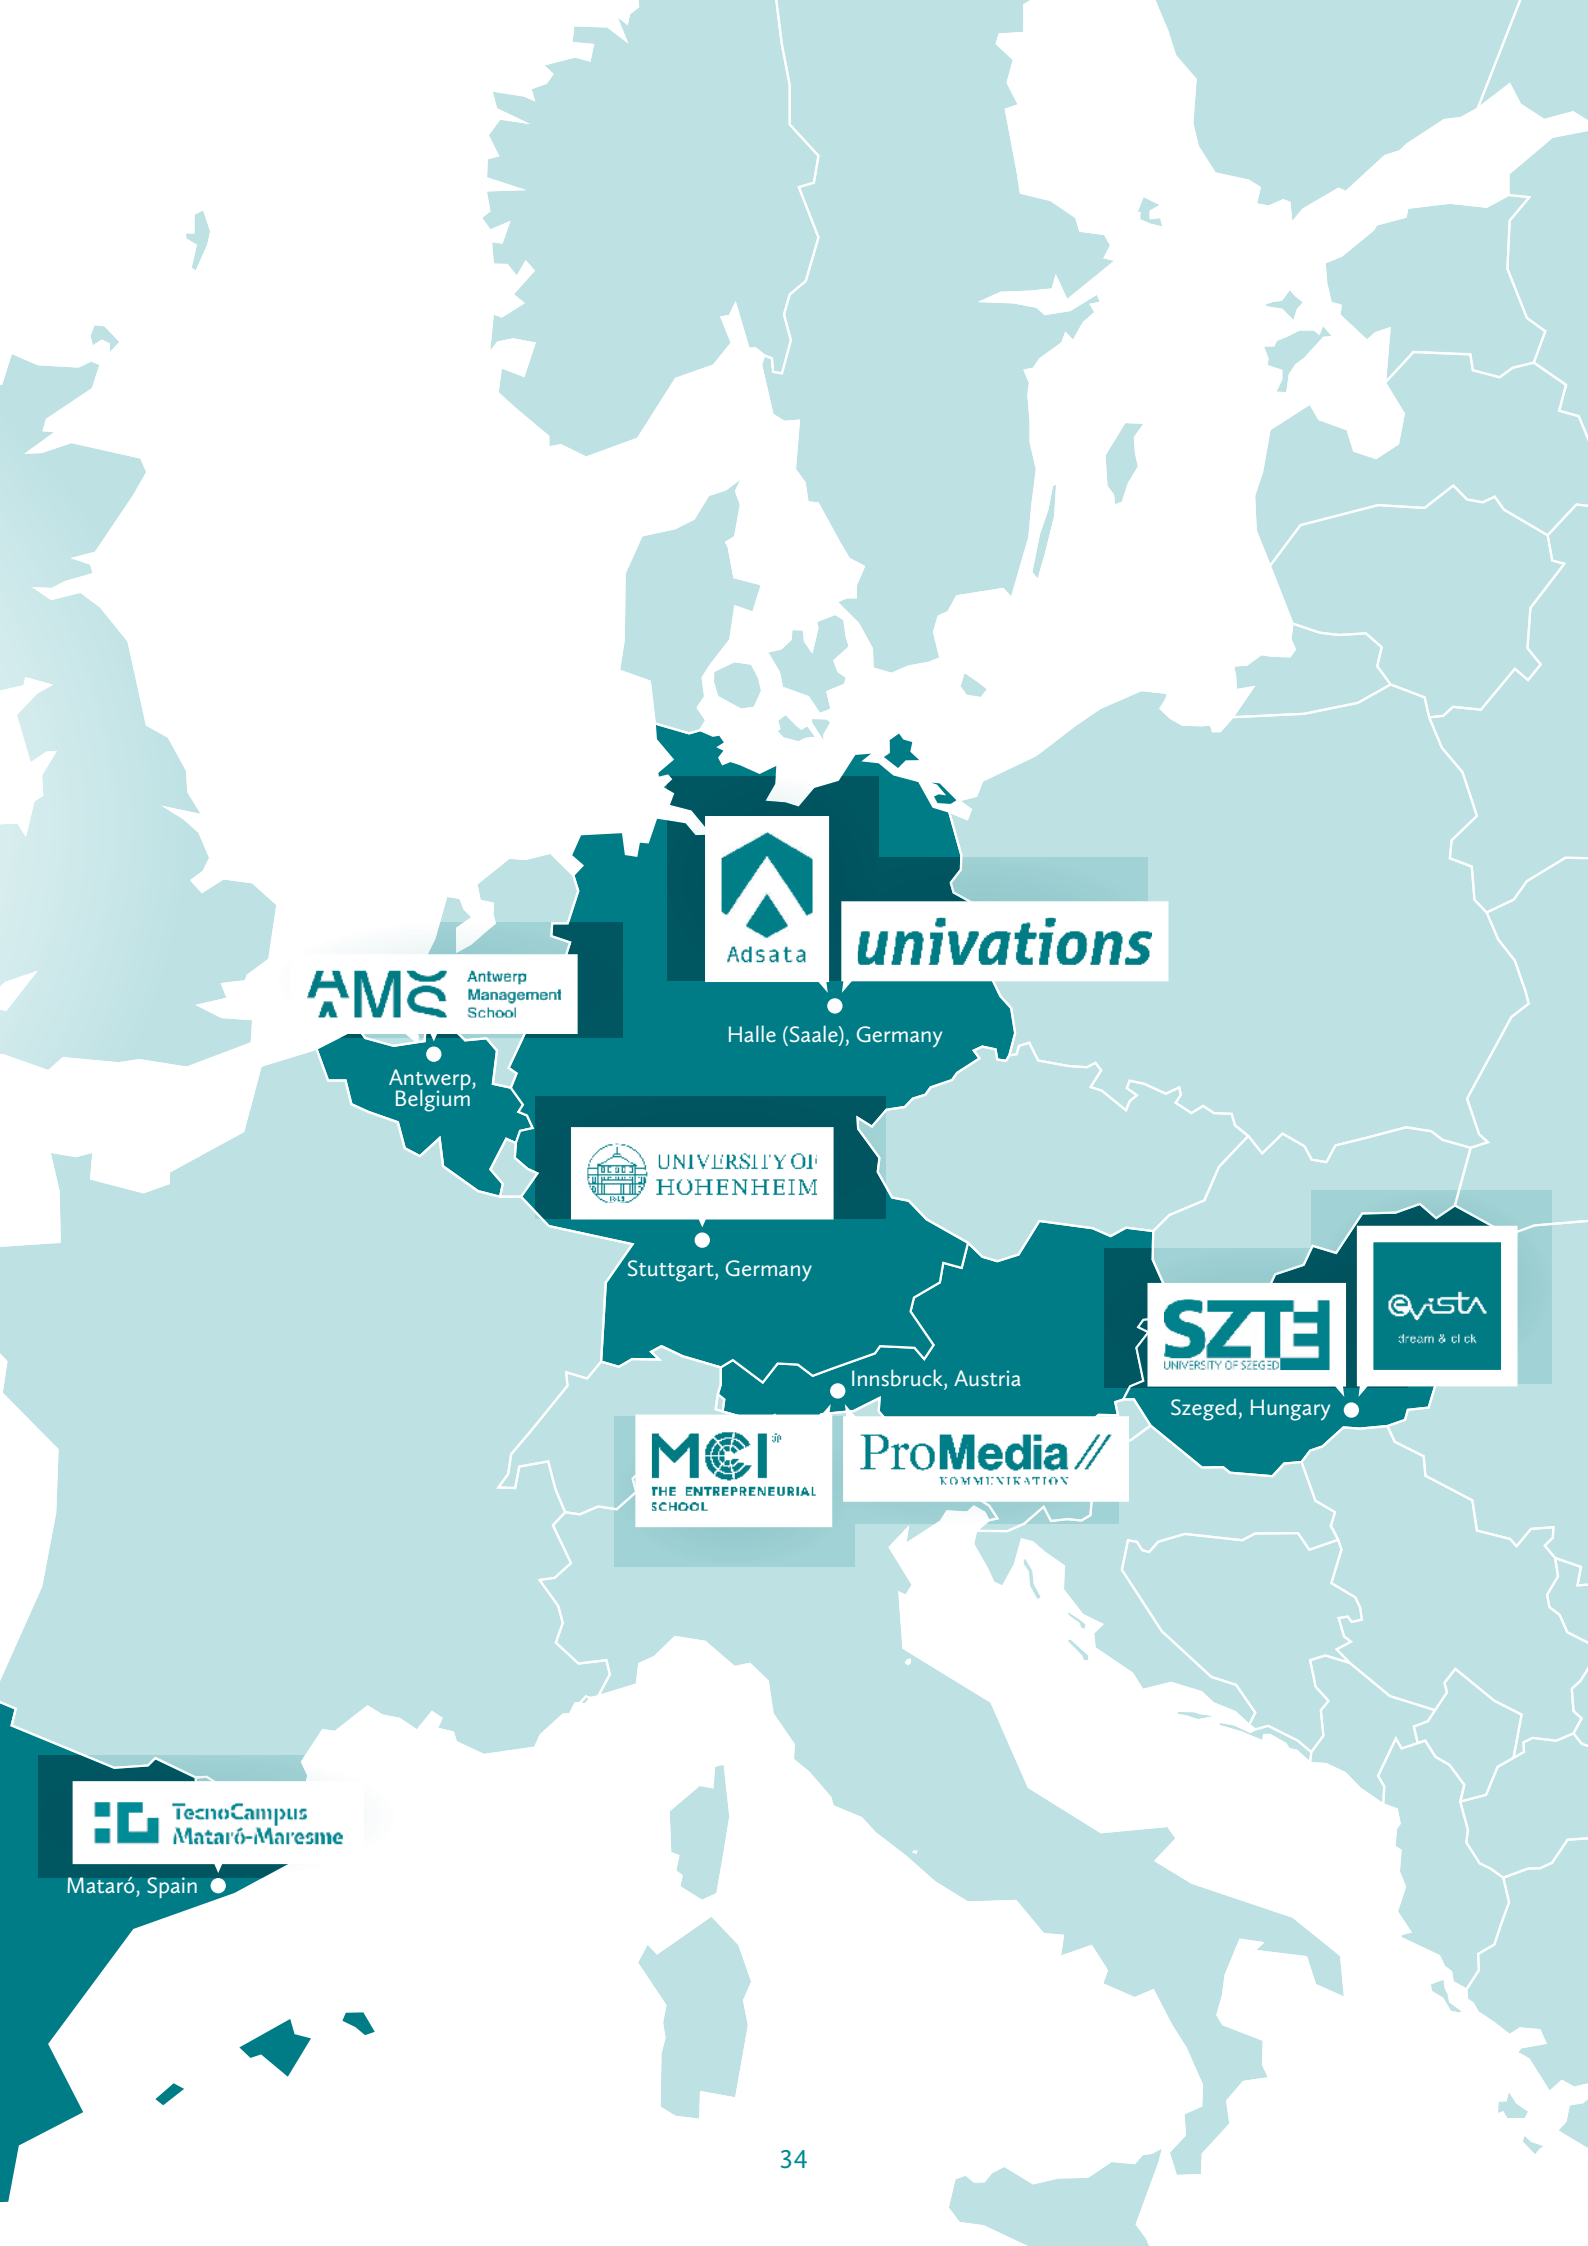 Adsata
univations
Halle (Saale), Germany
AMS
Antwerp
Management
School
Antwerp,
Belgium
UNIVERSITY OF
HOHENHEIM
Stuttgart, Germany
SZTE
UNIVERSITY OF SZEGED
evista
dream & click
Szeged, Hungary
Innsbruck, Austria
MCI®
THE ENTREPRENEURIAL
SCHOOL
ProMedia //
KOMMUNIKATION
TecnoCampus
Mataró-Maresme
Mataró, Spain
34